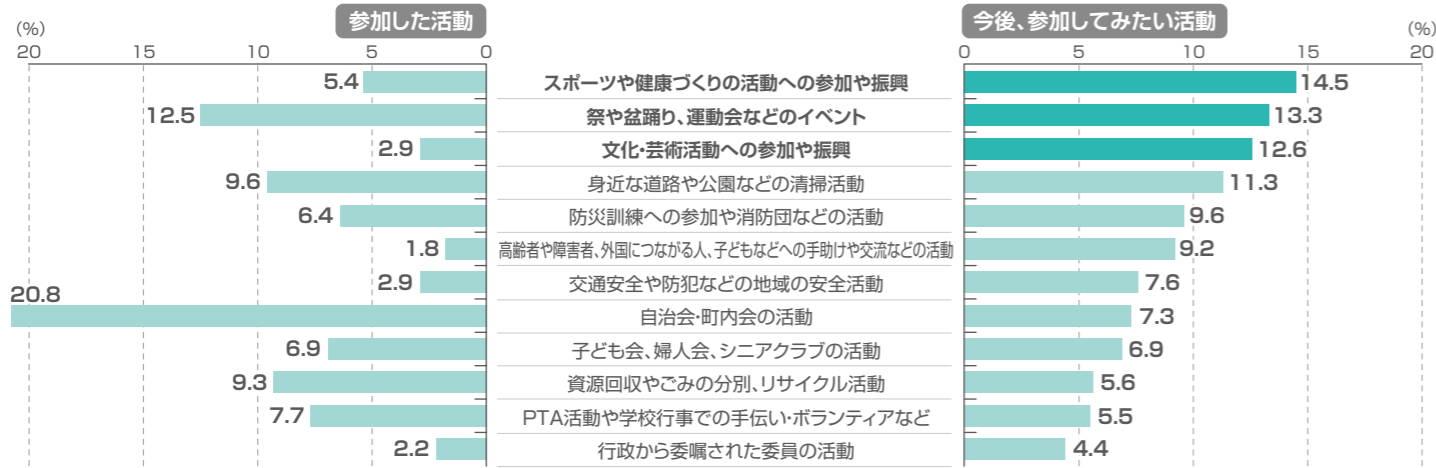 参加した活動
今後、参加してみたい活動
(%)
(%)
20 15 10 5 0
0 5 10 15 20
5.4 スポーツや健康づくりの活動への参加や振興 14.5
12.5 祭や盆踊り、運動会などのイベント 13.3
2.9 文化・芸術活動への参加や振興 12.6
9.6 身近な道路や公園などの清掃活動 11.3
6.4 防災訓練への参加や消防団などの活動 9.6
1.8 高齢者や障害者、外国につながる人、子どもなどへの手助けや交流などの活動 9.2
2.9 交通安全や防犯などの地域の安全活動 7.6
20.8 自治会・町内会の活動 7.3
6.9 子ども会、婦人会、シニアクラブの活動 6.9
9.3 資源回収やごみの分別、リサイクル活動 5.6
7.7 PTA活動や学校行事での手伝い・ボランティアなど 5.5
2.2 行政から委嘱された委員の活動 4.4